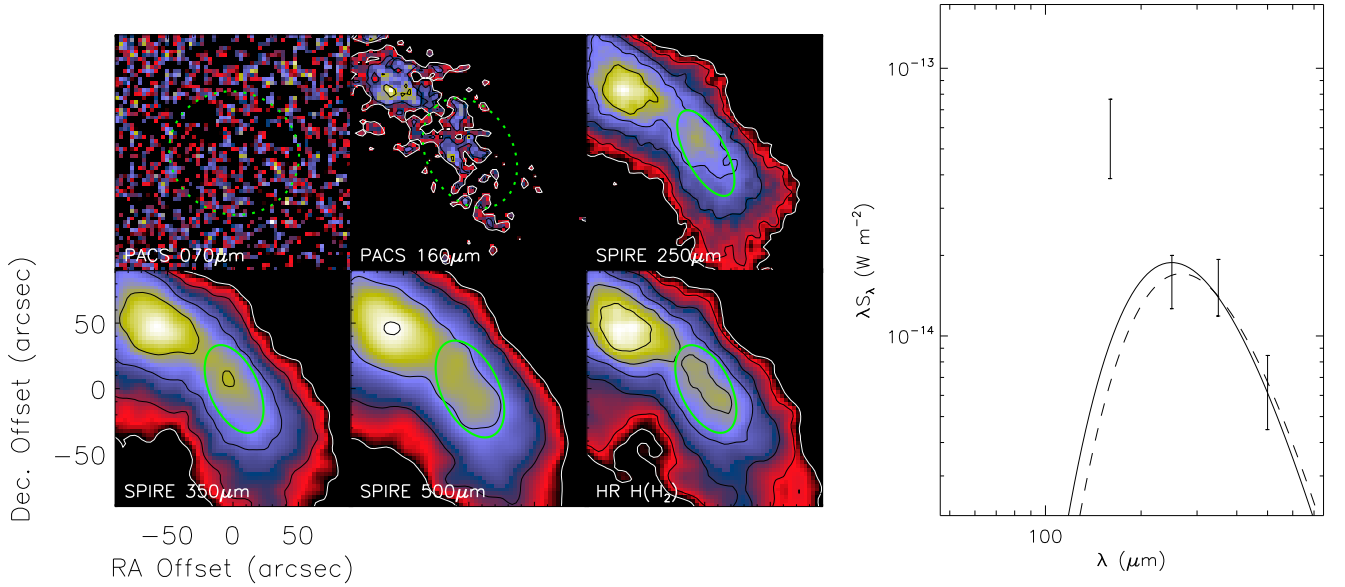 PACS 070μm
PACS 160μm
SPIRE 250μm
SPIRE 350μm
SPIRE 500μm
HR H(H₂)
Dec. Offset (arcsec)
50
0
−50
−50 0 50
RA Offset (arcsec)
λS_λ (W m⁻²)
10⁻¹³
10⁻¹⁴
100
λ (μm)